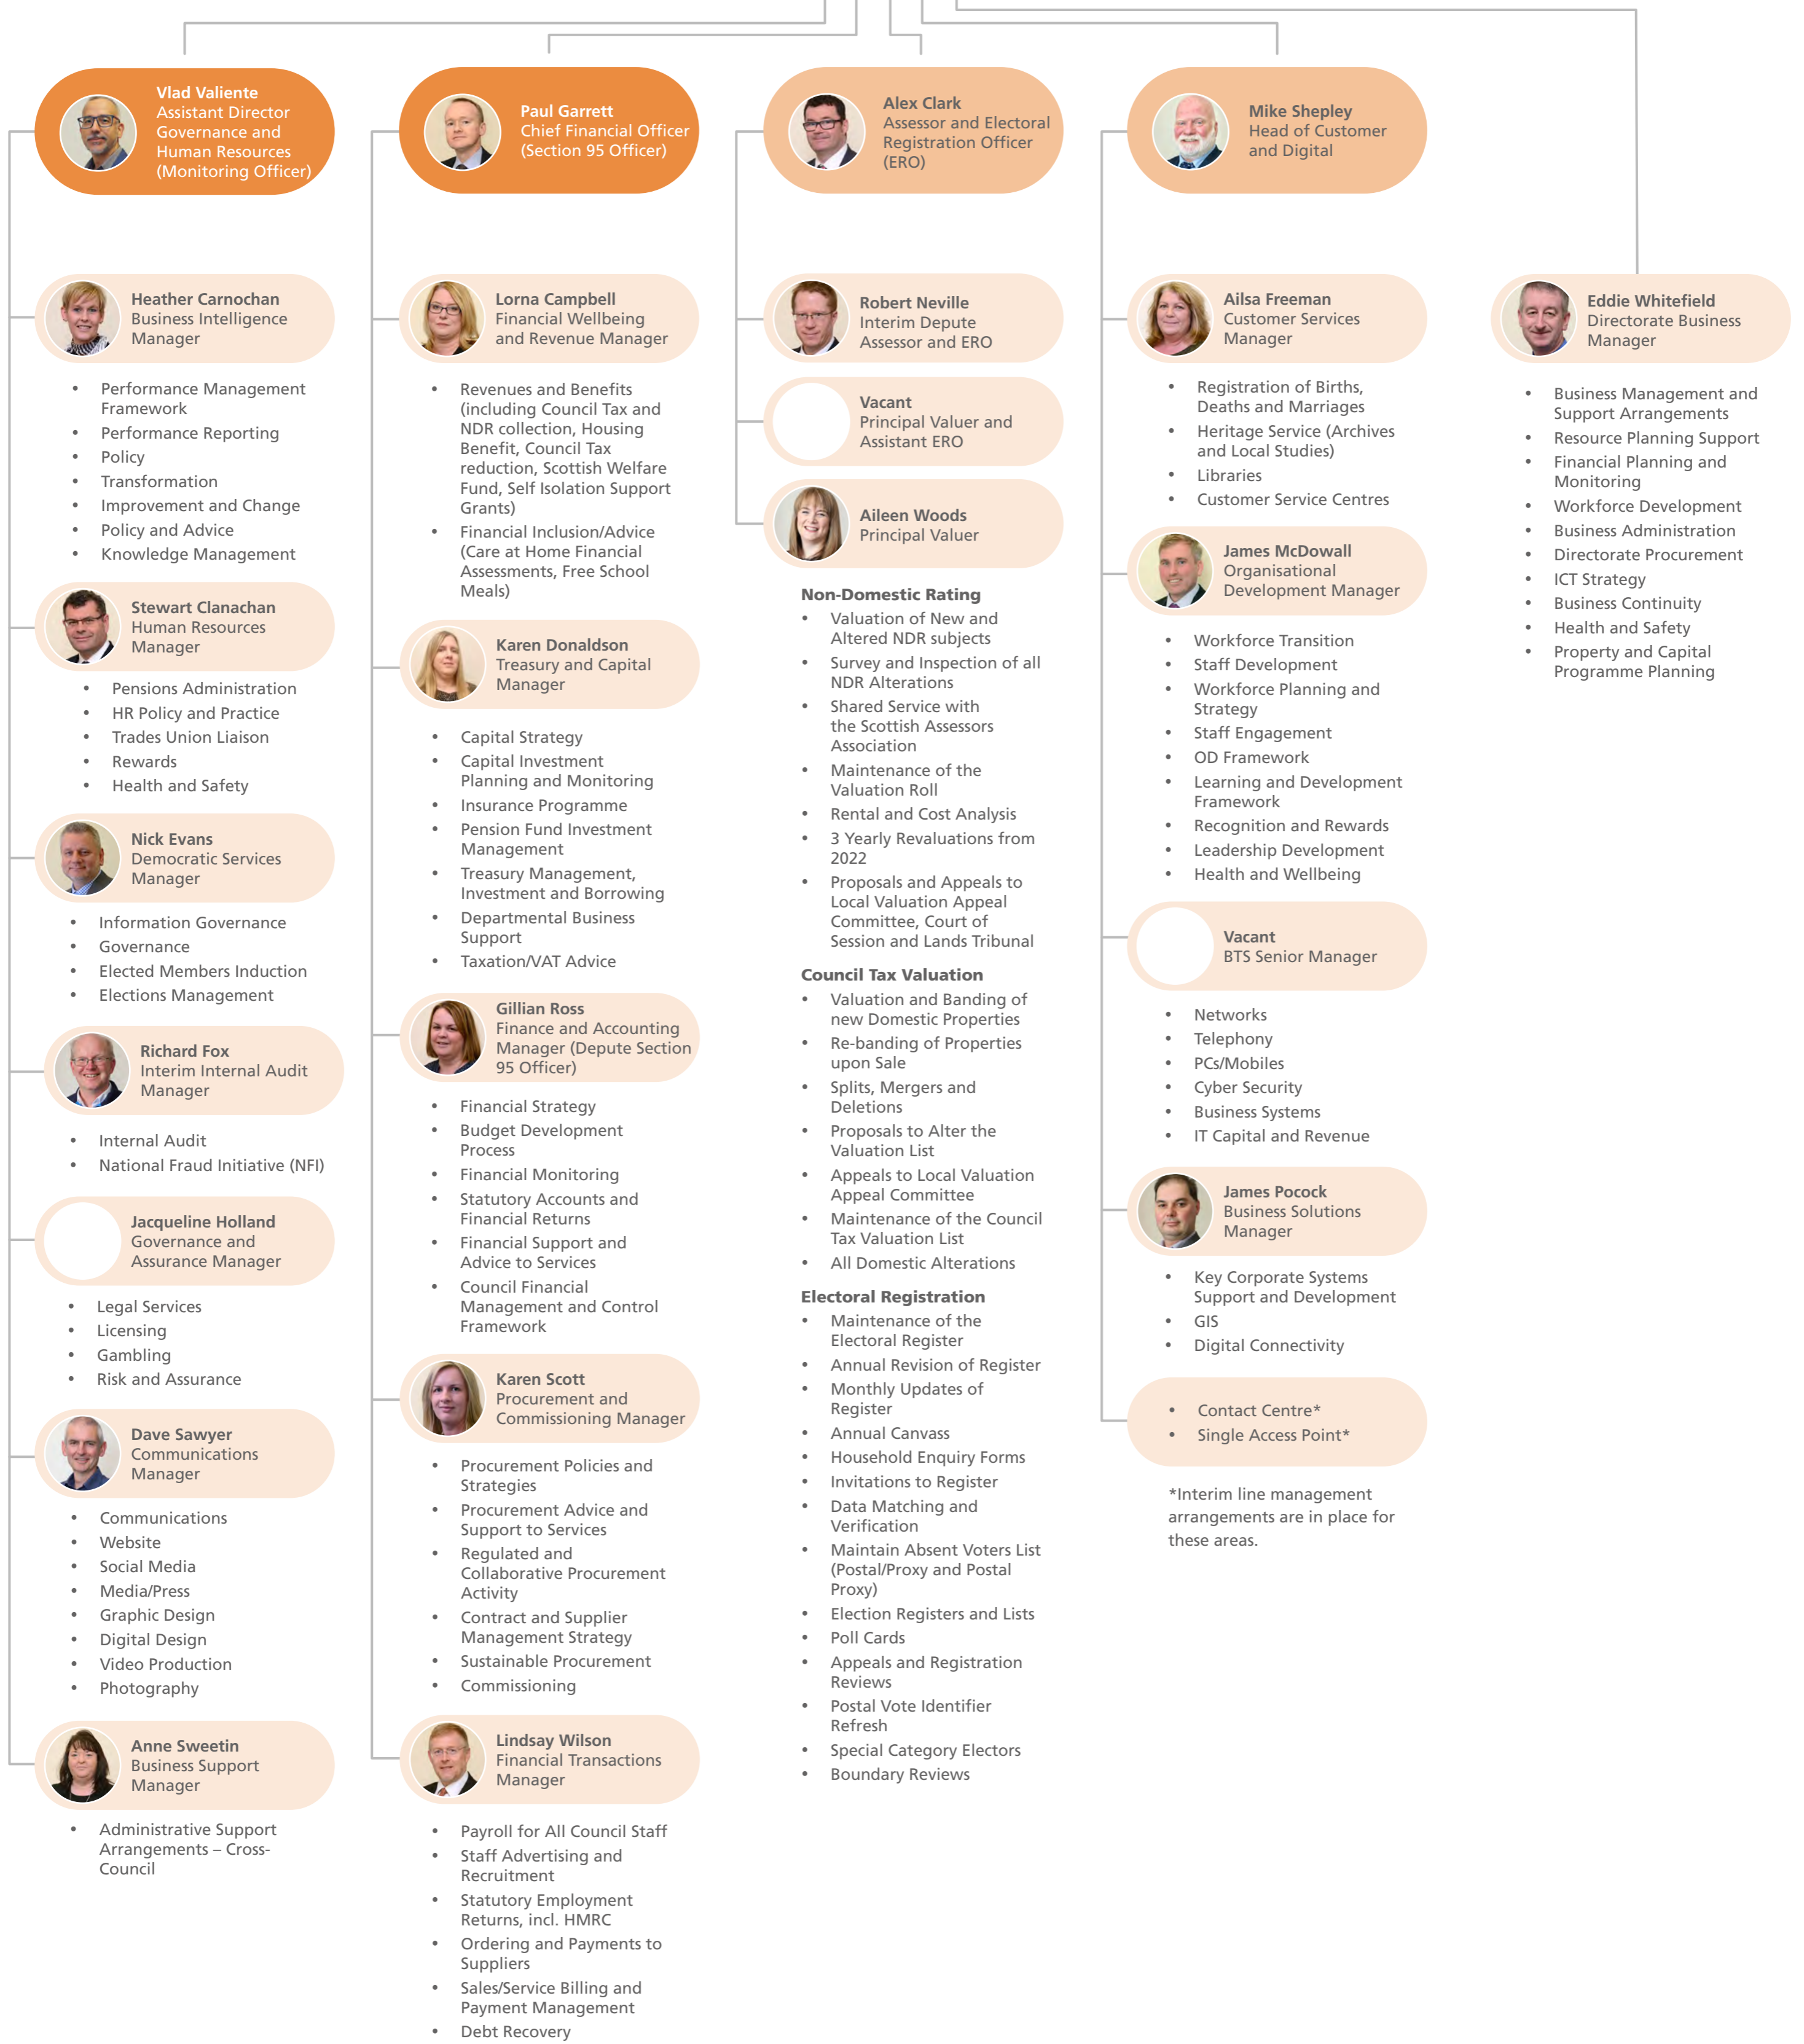 Vlad Valiente
Assistant Director
Governance and
Human Resources
(Monitoring Officer)
Heather Carnochan
Business Intelligence
Manager
• Performance Management
Framework
• Performance Reporting
• Policy
• Transformation
• Improvement and Change
• Policy and Advice
• Knowledge Management
Stewart Clanachan
Human Resources
Manager
• Pensions Administration
• HR Policy and Practice
• Trades Union Liaison
• Rewards
• Health and Safety
Nick Evans
Democratic Services
Manager
• Information Governance
• Governance
• Elected Members Induction
• Elections Management
Richard Fox
Interim Internal Audit
Manager
• Internal Audit
• National Fraud Initiative (NFI)
Jacqueline Holland
Governance and
Assurance Manager
• Legal Services
• Licensing
• Gambling
• Risk and Assurance
Dave Sawyer
Communications
Manager
• Communications
• Website
• Social Media
• Media/Press
• Graphic Design
• Digital Design
• Video Production
• Photography
Anne Sweetin
Business Support
Manager
• Administrative Support
Arrangements – Cross-
Council
Paul Garrett
Chief Financial Officer
(Section 95 Officer)
Lorna Campbell
Financial Wellbeing
and Revenue Manager
• Revenues and Benefits
(including Council Tax and
NDR collection, Housing
Benefit, Council Tax
reduction, Scottish Welfare
Fund, Self Isolation Support
Grants)
• Financial Inclusion/Advice
(Care at Home Financial
Assessments, Free School
Meals)
Karen Donaldson
Treasury and Capital
Manager
• Capital Strategy
• Capital Investment
Planning and Monitoring
• Insurance Programme
• Pension Fund Investment
Management
• Treasury Management,
Investment and Borrowing
• Departmental Business
Support
• Taxation/VAT Advice
Gillian Ross
Finance and Accounting
Manager (Depute Section
95 Officer)
• Financial Strategy
• Budget Development
Process
• Financial Monitoring
• Statutory Accounts and
Financial Returns
• Financial Support and
Advice to Services
• Council Financial
Management and Control
Framework
Karen Scott
Procurement and
Commissioning Manager
• Procurement Policies and
Strategies
• Procurement Advice and
Support to Services
• Regulated and
Collaborative Procurement
Activity
• Contract and Supplier
Management Strategy
• Sustainable Procurement
• Commissioning
Lindsay Wilson
Financial Transactions
Manager
• Payroll for All Council Staff
• Staff Advertising and
Recruitment
• Statutory Employment
Returns, incl. HMRC
• Ordering and Payments to
Suppliers
• Sales/Service Billing and
Payment Management
• Debt Recovery
Alex Clark
Assessor and Electoral
Registration Officer
(ERO)
Robert Neville
Interim Depute
Assessor and ERO
Vacant
Principal Valuer and
Assistant ERO
Aileen Woods
Principal Valuer
Non-Domestic Rating
• Valuation of New and
Altered NDR subjects
• Survey and Inspection of all
NDR Alterations
• Shared Service with
the Scottish Assessors
Association
• Maintenance of the
Valuation Roll
• Rental and Cost Analysis
• 3 Yearly Revaluations from
2022
• Proposals and Appeals to
Local Valuation Appeal
Committee, Court of
Session and Lands Tribunal
Council Tax Valuation
• Valuation and Banding of
new Domestic Properties
• Re-banding of Properties
upon Sale
• Splits, Mergers and
Deletions
• Proposals to Alter the
Valuation List
• Appeals to Local Valuation
Appeal Committee
• Maintenance of the Council
Tax Valuation List
• All Domestic Alterations
Electoral Registration
• Maintenance of the
Electoral Register
• Annual Revision of Register
• Monthly Updates of
Register
• Annual Canvass
• Household Enquiry Forms
• Invitations to Register
• Data Matching and
Verification
• Maintain Absent Voters List
(Postal/Proxy and Postal
Proxy)
• Election Registers and Lists
• Poll Cards
• Appeals and Registration
Reviews
• Postal Vote Identifier
Refresh
• Special Category Electors
• Boundary Reviews
Mike Shepley
Head of Customer
and Digital
Ailsa Freeman
Customer Services
Manager
• Registration of Births,
Deaths and Marriages
• Heritage Service (Archives
and Local Studies)
• Libraries
• Customer Service Centres
James McDowall
Organisational
Development Manager
• Workforce Transition
• Staff Development
• Workforce Planning and
Strategy
• Staff Engagement
• OD Framework
• Learning and Development
Framework
• Recognition and Rewards
• Leadership Development
• Health and Wellbeing
Vacant
BTS Senior Manager
• Networks
• Telephony
• PCs/Mobiles
• Cyber Security
• Business Systems
• IT Capital and Revenue
James Pocock
Business Solutions
Manager
• Key Corporate Systems
Support and Development
• GIS
• Digital Connectivity
• Contact Centre*
• Single Access Point*
*Interim line management
arrangements are in place for
these areas.
Eddie Whitefield
Directorate Business
Manager
• Business Management and
Support Arrangements
• Resource Planning Support
• Financial Planning and
Monitoring
• Workforce Development
• Business Administration
• Directorate Procurement
• ICT Strategy
• Business Continuity
• Health and Safety
• Property and Capital
Programme Planning